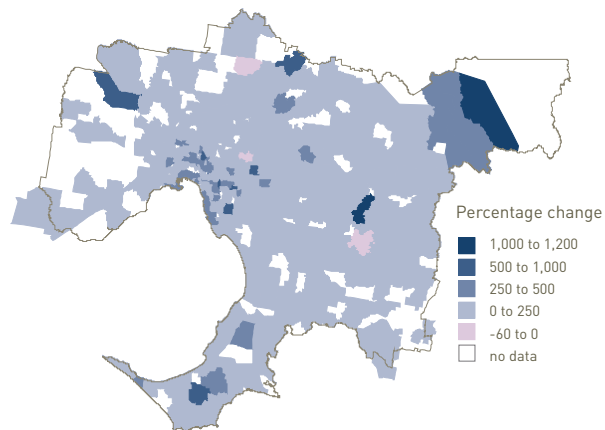 Percentage change
1,000 to 1,200
500 to 1,000
250 to 500
0 to 250
-60 to 0
no data